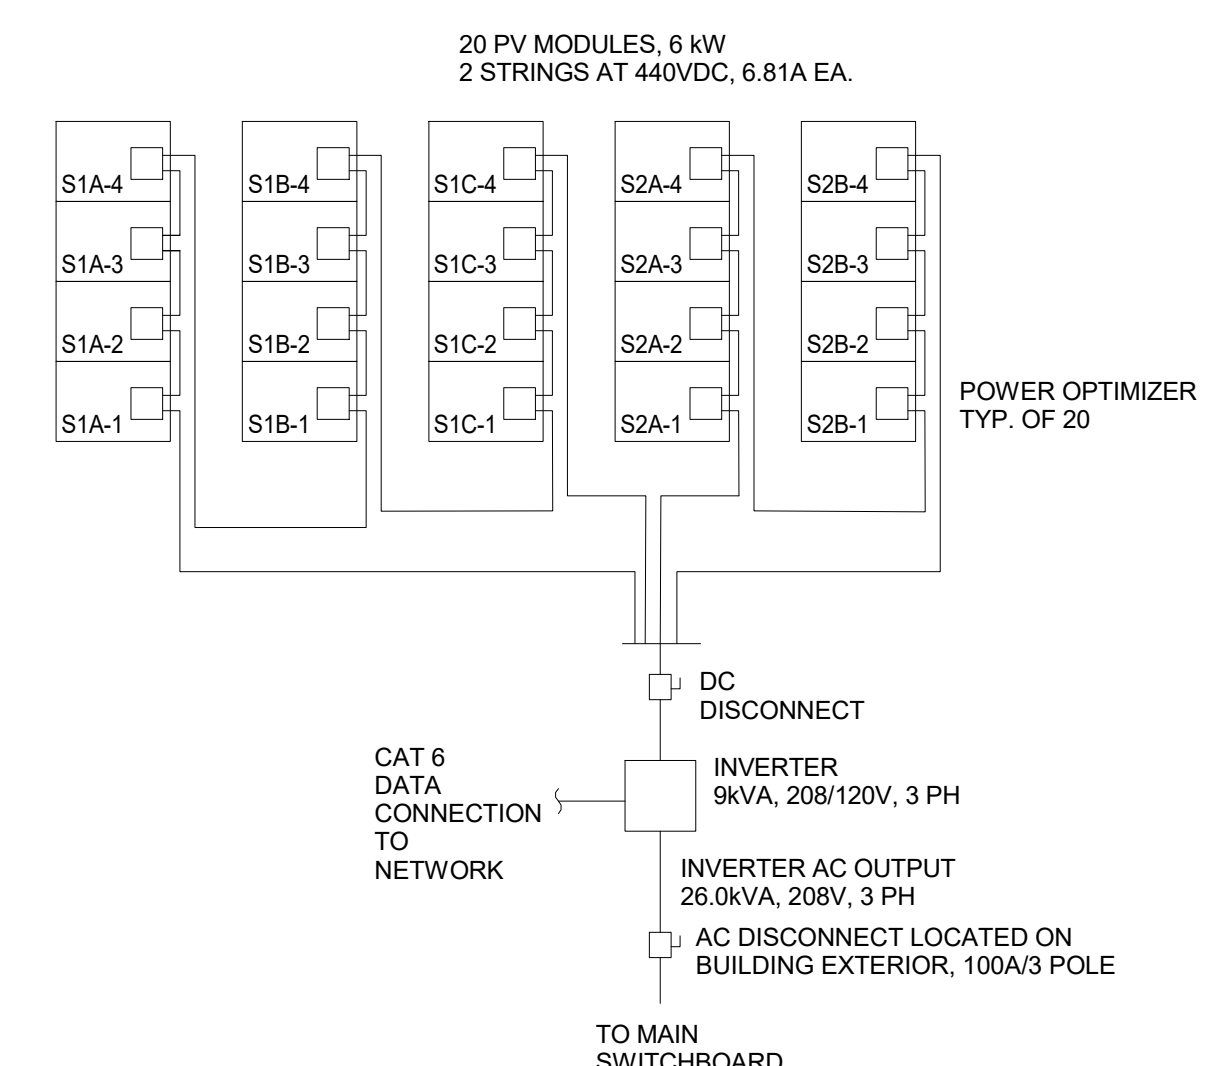 20 PV MODULES, 6 kW
2 STRINGS AT 440VDC, 6.81A EA.
S1A-4
S1B-4
S1C-4
S2A-4
S2B-4
S1A-3
S1B-3
S1C-3
S2A-3
S2B-3
S1A-2
S1B-2
S1C-2
S2A-2
S2B-2
S1A-1
S1B-1
S1C-1
S2A-1
S2B-1
POWER OPTIMIZER
TYP. OF 20
DC
DISCONNECT
CAT 6
DATA
CONNECTION
TO
NETWORK
INVERTER
9kVA, 208/120V, 3 PH
INVERTER AC OUTPUT
26.0kVA, 208V, 3 PH
AC DISCONNECT LOCATED ON
BUILDING EXTERIOR, 100A/3 POLE
TO MAIN
SWITCHBOARD